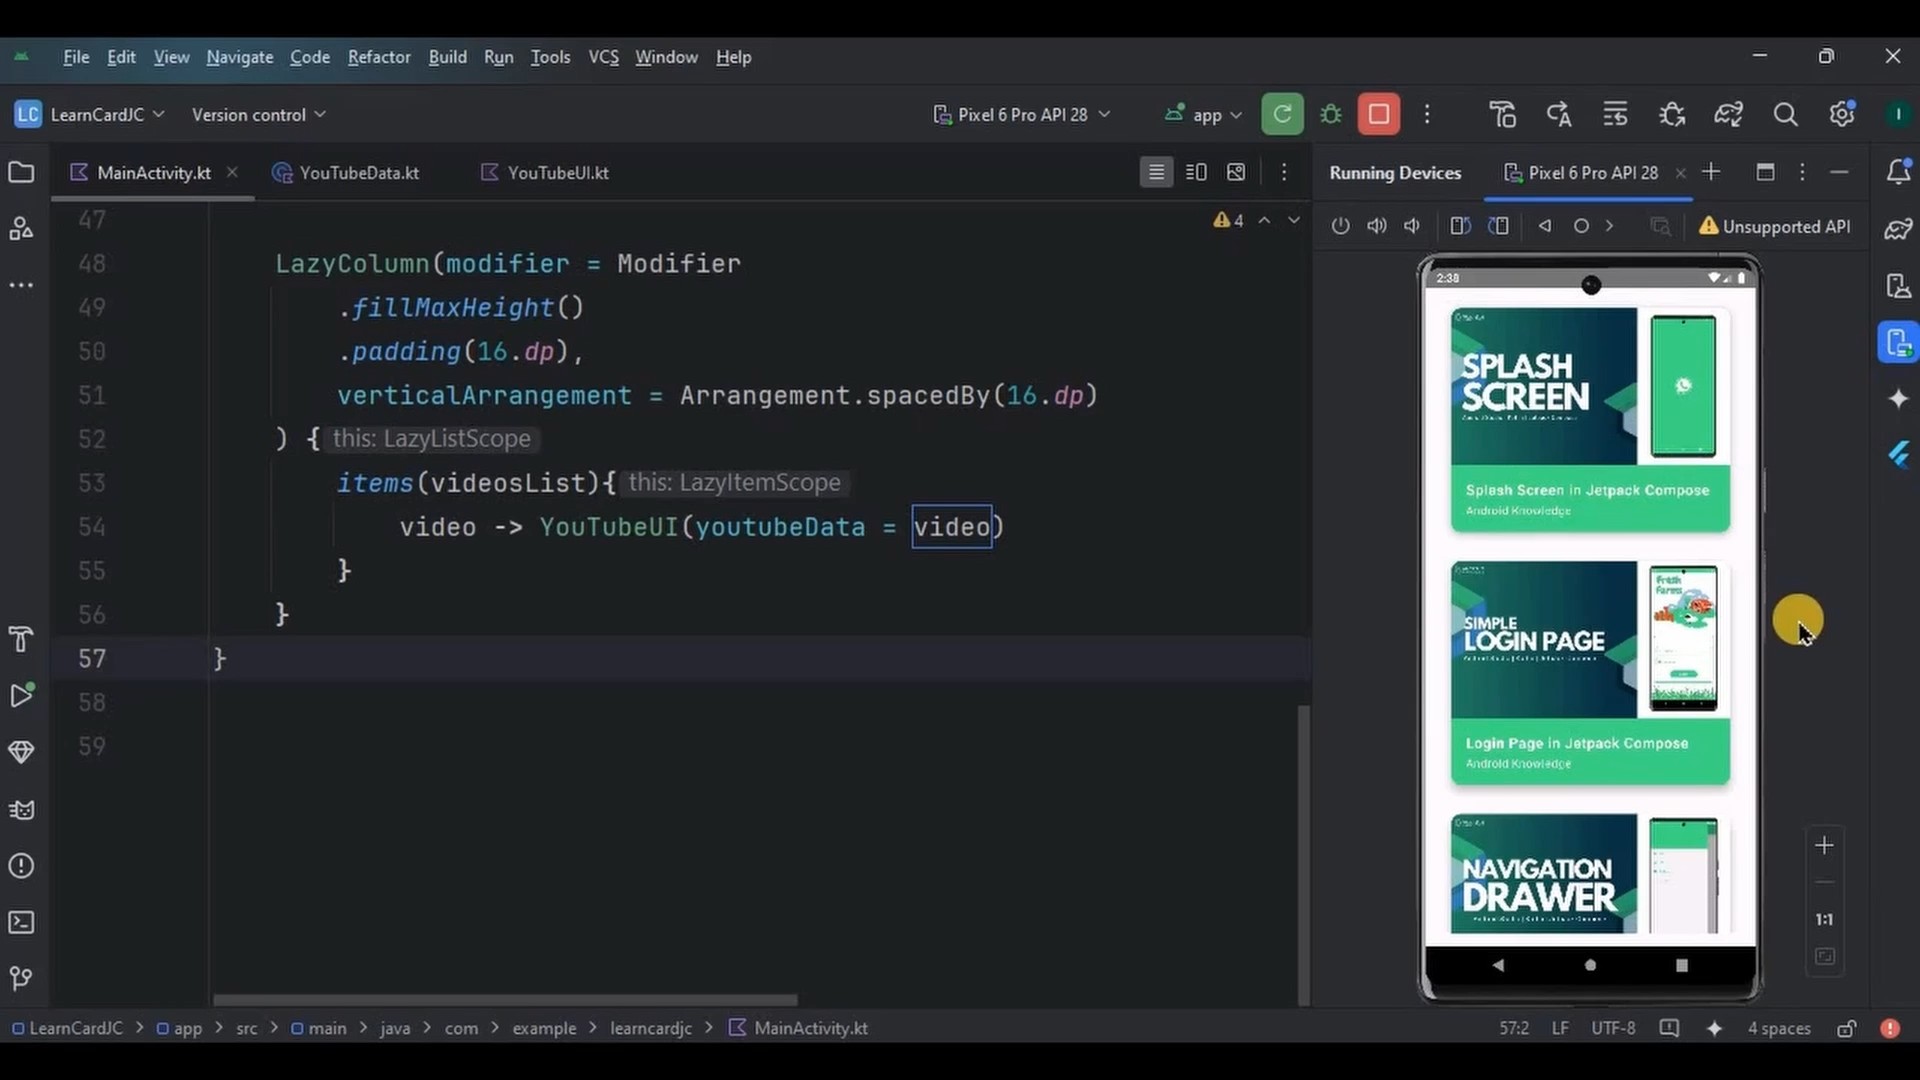 File Edit View Navigate Code Refactor Build Run Tools VCS Window Help
LC LearnCardJC Version control Pixel 6 Pro API 28 app
MainActivity.kt YouTubeData.kt YouTubeUI.kt
Running Devices Pixel 6 Pro API 28
Unsupported API
4
47
48 LazyColumn(modifier = Modifier
49 .fillMaxHeight()
50 .padding(16.dp),
51 verticalArrangement = Arrangement.spacedBy(16.dp)
52 ) { this: LazyListScope
53 items(videosList){ this: LazyItemScope
54 video -> YouTubeUI(youtubeData = video)
55 }
56 }
57 }
58
59
2:38
SPLASH
SCREEN
Splash Screen in Jetpack Compose
Android Knowledge
SIMPLE
LOGIN PAGE
Fresh
Farms
Login Page in Jetpack Compose
Android Knowledge
NAVIGATION
DRAWER
1:1
LearnCardJC > app > src > main > java > com > example > learncardjc > MainActivity.kt
57:2 LF UTF-8 4 spaces